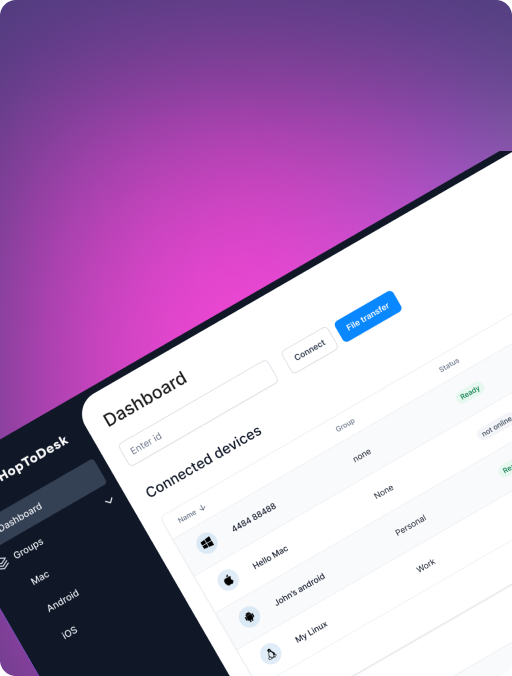 HopToDesk
Dashboard
Groups
Mac
Android
iOS
Dashboard
Enter id
Connect
File transfer
Connected devices
Name Group Status
4484 88488 none Ready
Hello Mac None not online
John's android Personal
My Linux Work